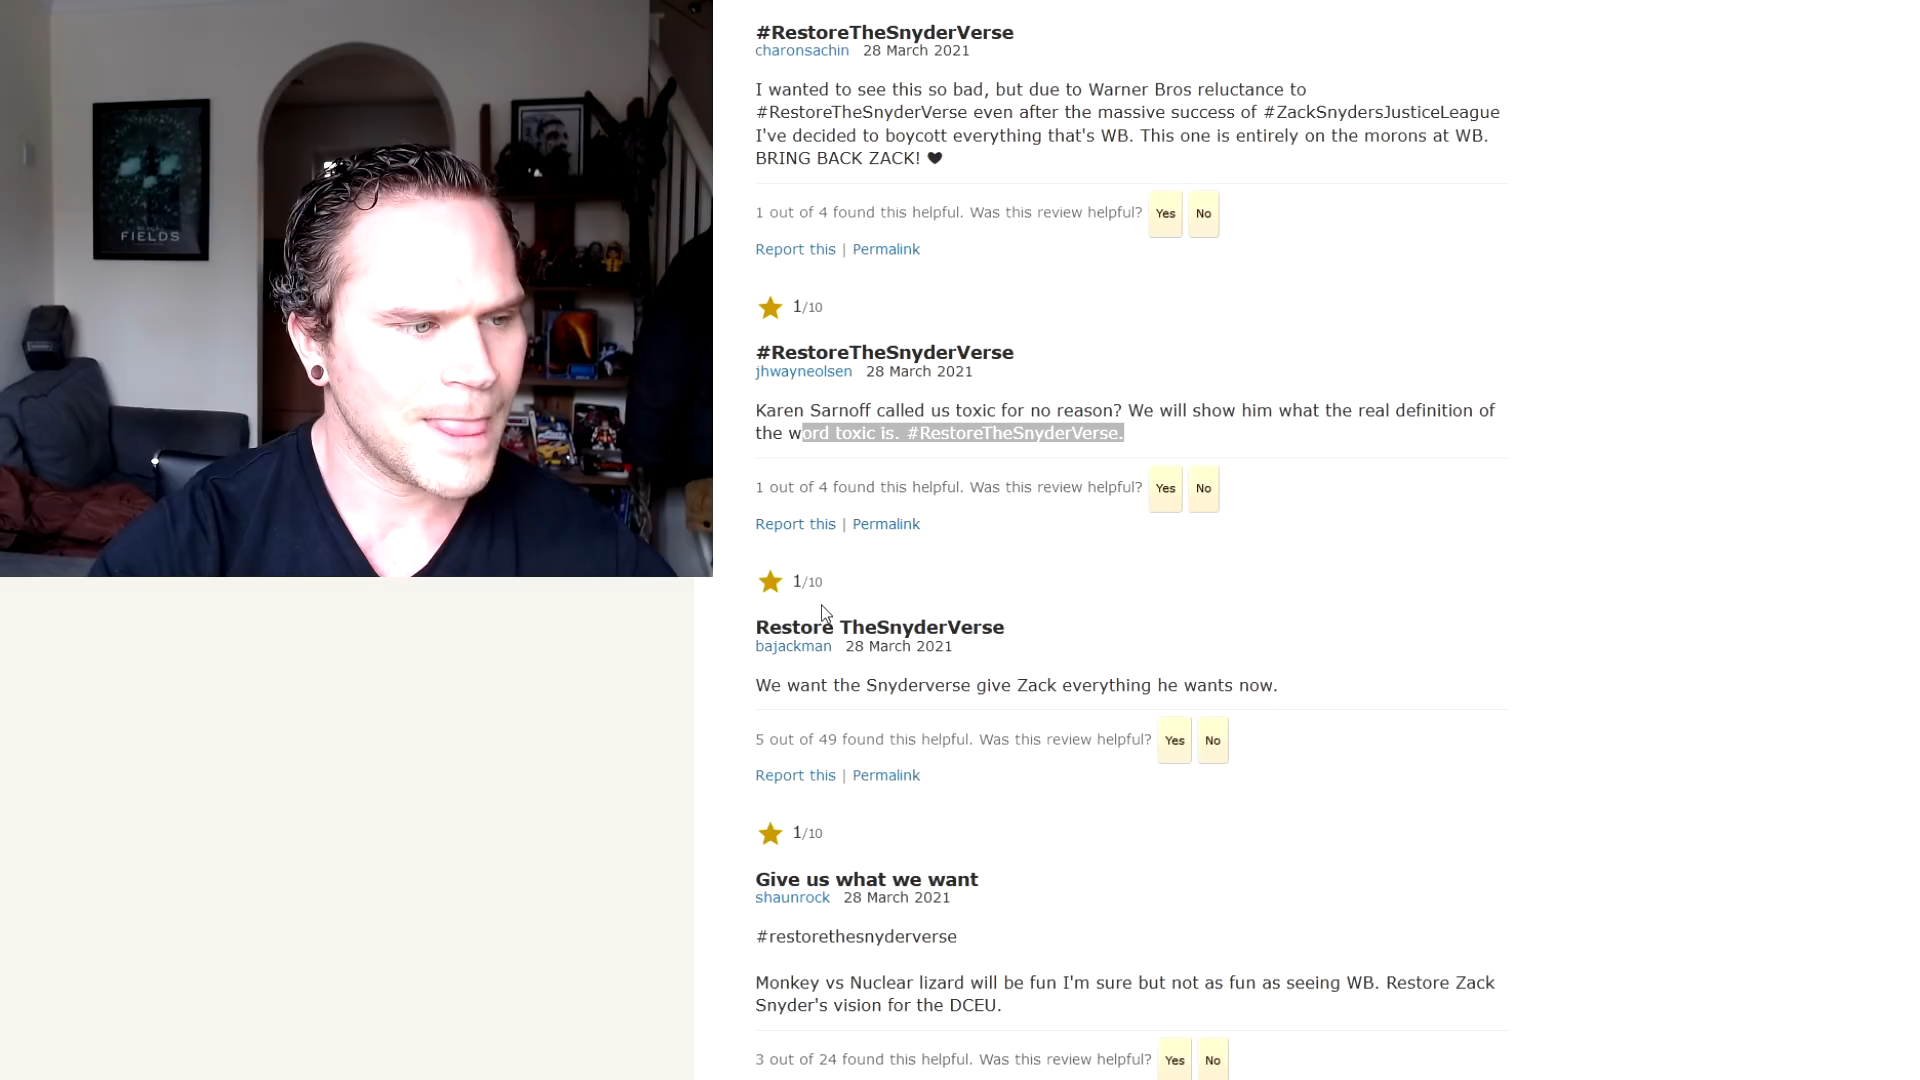 FIELDS
#RestoreTheSnyderVerse
charonsachin 28 March 2021
I wanted to see this so bad, but due to Warner Bros reluctance to
#RestoreTheSnyderVerse even after the massive success of #ZackSnydersJusticeLeague
I've decided to boycott everything that's WB. This one is entirely on the morons at WB.
BRING BACK ZACK! ♥
1 out of 4 found this helpful. Was this review helpful? Yes No
Report this | Permalink
1/10
#RestoreTheSnyderVerse
jhwayneolsen 28 March 2021
Karen Sarnoff called us toxic for no reason? We will show him what the real definition of
the word toxic is. #RestoreTheSnyderVerse.
1 out of 4 found this helpful. Was this review helpful? Yes No
Report this | Permalink
1/10
Restore TheSnyderVerse
bajackman 28 March 2021
We want the Snyderverse give Zack everything he wants now.
5 out of 49 found this helpful. Was this review helpful? Yes No
Report this | Permalink
1/10
Give us what we want
shaunrock 28 March 2021
#restorethesnyderverse
Monkey vs Nuclear lizard will be fun I'm sure but not as fun as seeing WB. Restore Zack
Snyder's vision for the DCEU.
3 out of 24 found this helpful. Was this review helpful? Yes No